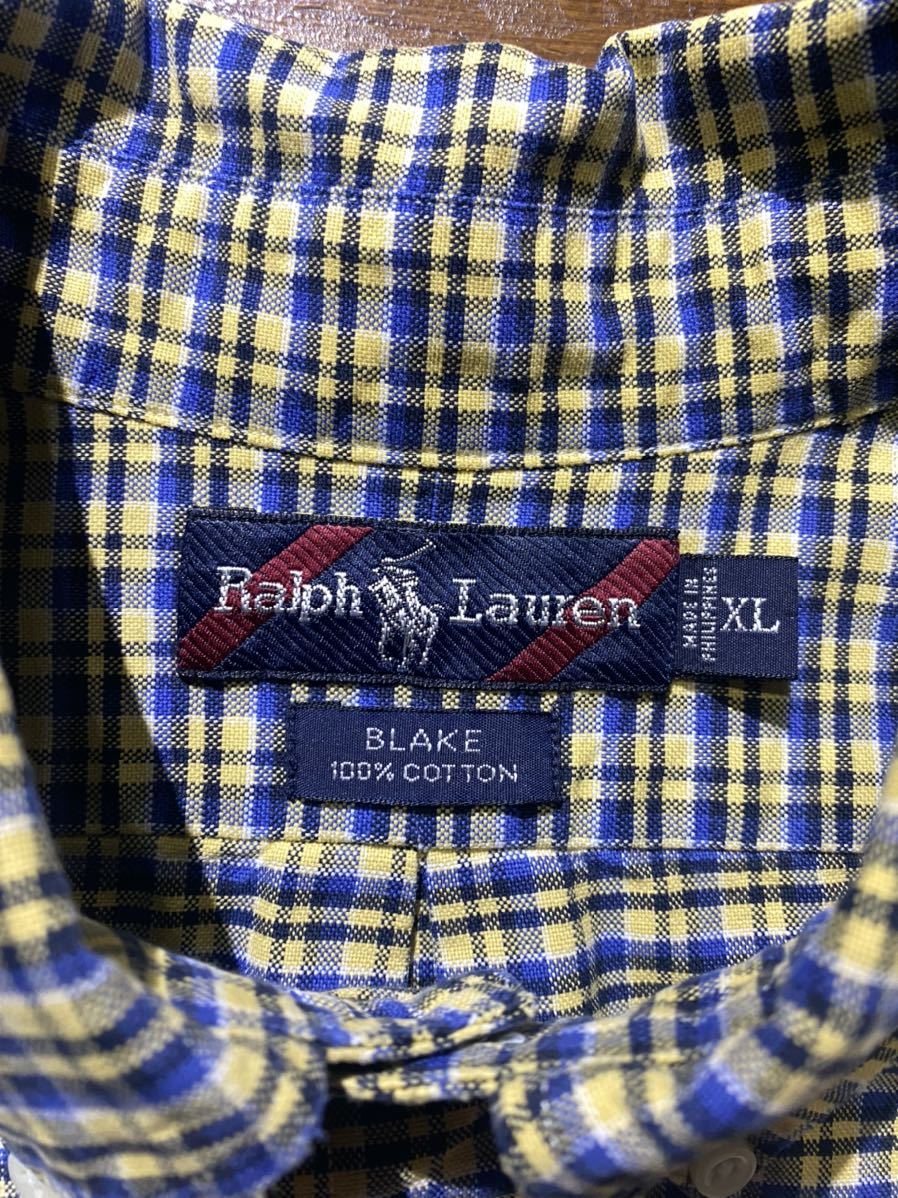 Ralph Lauren
MADE IN
PHILIPPINES
XL
BLAKE
100% COTTON